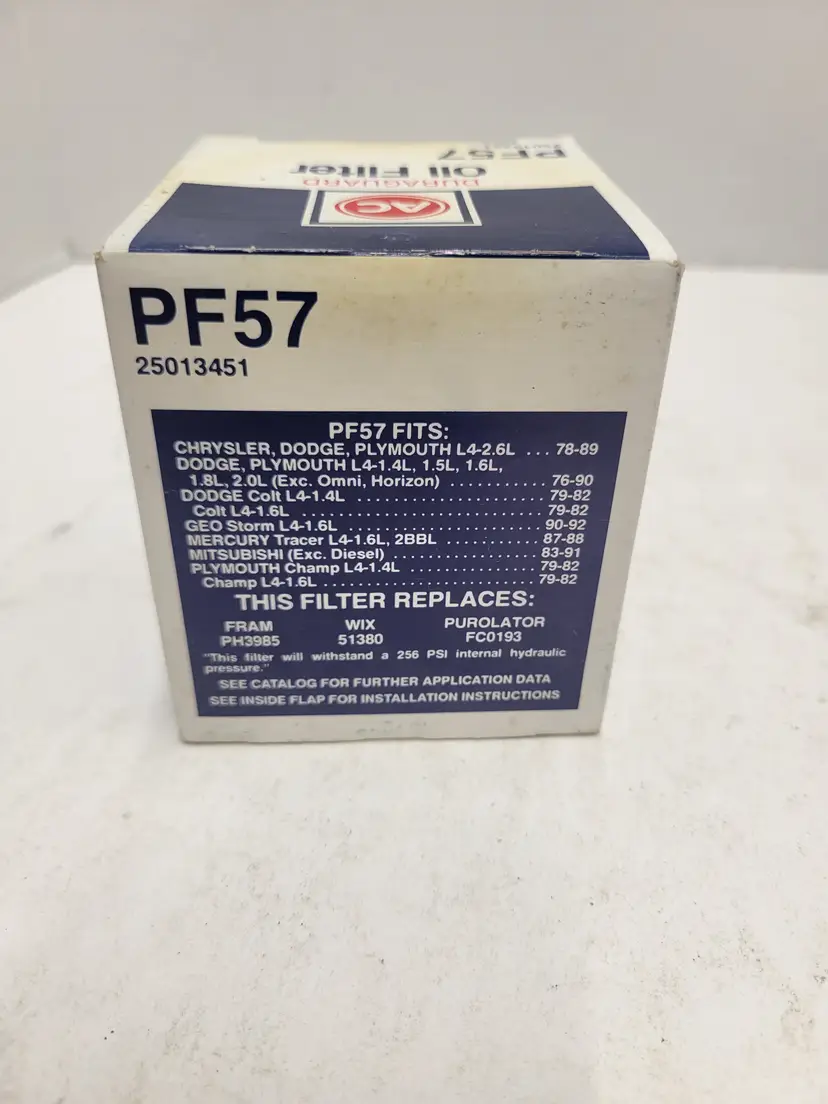 PF57
Oil Filter
DURAGUARD
AC
PF57
25013451
PF57 FITS:
CHRYSLER, DODGE, PLYMOUTH L4-2.6L ... 78-89
DODGE, PLYMOUTH L4-1.4L, 1.5L, 1.6L,
1.8L, 2.0L (Exc. Omni, Horizon) ............ 76-90
DODGE Colt L4-1.4L ........................ 79-82
Colt L4-1.6L ............................... 79-82
GEO Storm L4-1.6L ........................ 90-92
MERCURY Tracer L4-1.6L, 2BBL .......... 87-88
MITSUBISHI (Exc. Diesel) .................. 83-91
PLYMOUTH Champ L4-1.4L ................ 79-82
Champ L4-1.6L ............................ 79-82
THIS FILTER REPLACES:
FRAM WIX PUROLATOR
PH3985 51380 FC0193
"This filter will withstand a 256 PSI internal hydraulic
pressure."
SEE CATALOG FOR FURTHER APPLICATION DATA
SEE INSIDE FLAP FOR INSTALLATION INSTRUCTIONS